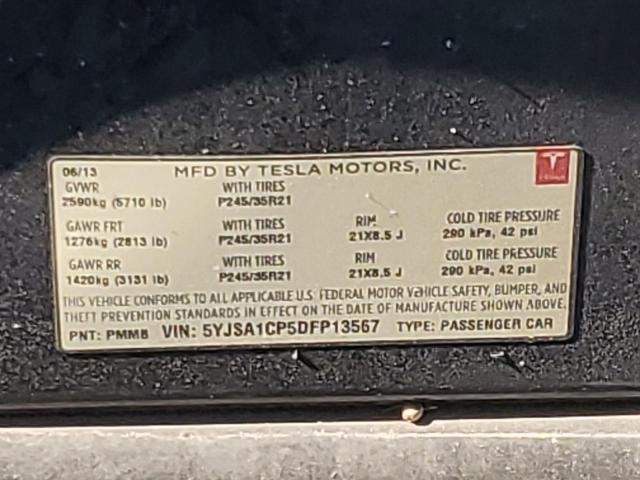 06/13 MFD BY TESLA MOTORS, INC.
GVWR WITH TIRES
2590kg (5710 lb) P245/35R21
GAWR FRT WITH TIRES RIM COLD TIRE PRESSURE
1276kg (2813 lb) P245/35R21 21X8.5 J 290 kPa, 42 psi
GAWR RR WITH TIRES RIM COLD TIRE PRESSURE
1420kg (3131 lb) P245/35R21 21X8.5 J 290 kPa, 42 psi
THIS VEHICLE CONFORMS TO ALL APPLICABLE U.S. FEDERAL MOTOR VEHICLE SAFETY, BUMPER, AND
THEFT PREVENTION STANDARDS IN EFFECT ON THE DATE OF MANUFACTURE SHOWN ABOVE.
PNT: PMMB VIN: 5YJSA1CP5DFP13567 TYPE: PASSENGER CAR